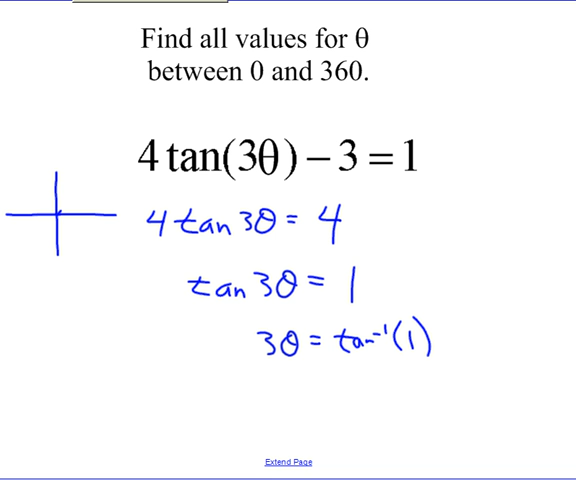 Find all values for θ
between 0 and 360.
4 tan(3θ) − 3 = 1
4 tan 3θ = 4
tan 3θ = 1
3θ = tan⁻¹(1)
Extend Page